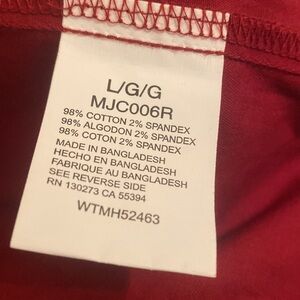 L/G/G
MJC006R
98% COTTON 2% SPANDEX
98% ALGODON 2% SPANDEX
98% COTON 2% SPANDEX
MADE IN BANGLADESH
HECHO EN BANGLADESH
FABRIQUE AU BANGLADESH
SEE REVERSE SIDE
RN 130273 CA 55394
WTMH52463